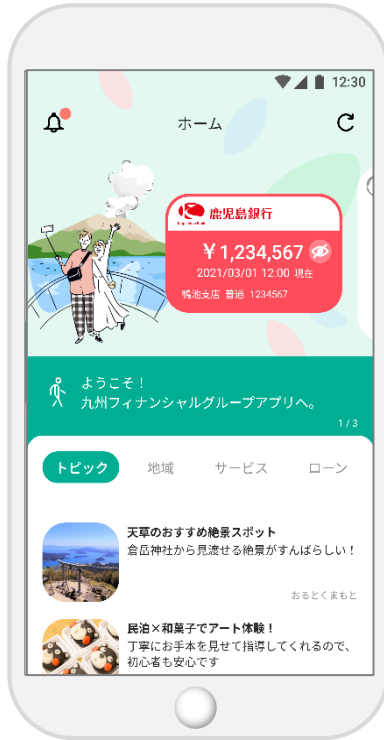 12:30
ホーム
鹿児島銀行
¥1,234,567
2021/03/01 12:00 現在
鴨池支店 普通 1234567
ようこそ！
九州フィナンシャルグループアプリへ。
1/3
トピック 地域 サービス ローン
天草のおすすめ絶景スポット
倉岳神社から見渡せる絶景がすんばらしい！
おるとくまもと
民泊×和菓子でアート体験！
丁寧にお手本を見せて指導してくれるので、
初心者も安心です